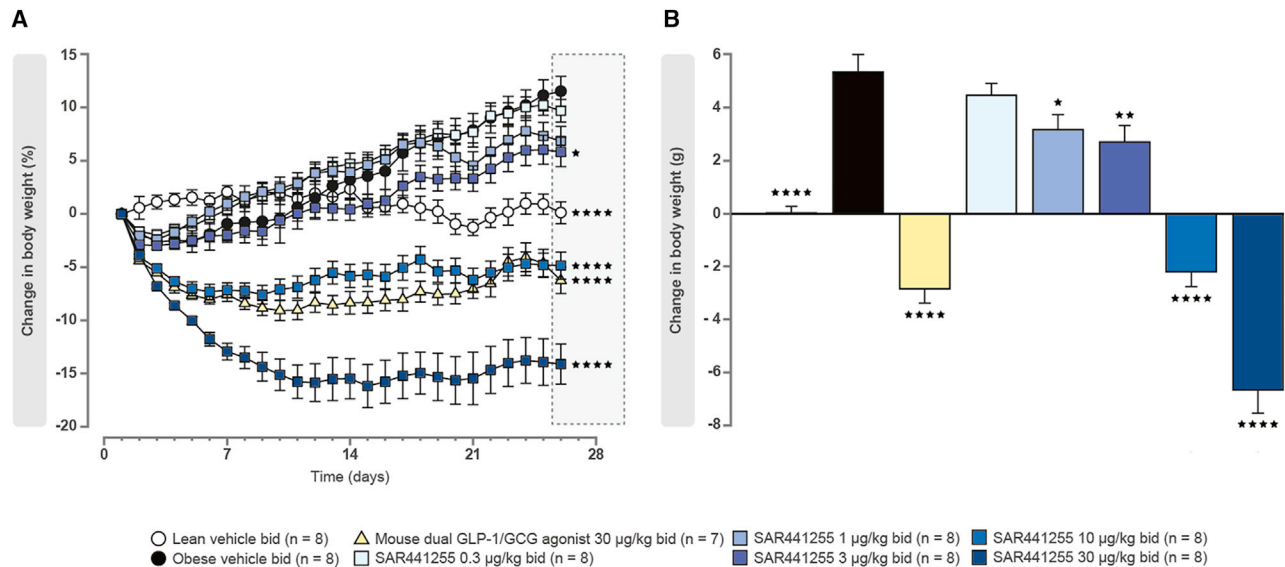 A
Change in body weight (%)
15
10
5
0
-5
-10
-15
-20
★
★★★★
★★★★
★★★★
★★★★
0
7
14
21
28
Time (days)
B
Change in body weight (g)
6
4
2
0
-2
-4
-6
-8
★★★★
★★★★
★
★★
★★★★
★★★★
Lean vehicle bid (n = 8)
Obese vehicle bid (n = 8)
Mouse dual GLP-1/GCG agonist 30 µg/kg bid (n = 7)
SAR441255 0.3 µg/kg bid (n = 8)
SAR441255 1 µg/kg bid (n = 8)
SAR441255 3 µg/kg bid (n = 8)
SAR441255 10 µg/kg bid (n = 8)
SAR441255 30 µg/kg bid (n = 8)